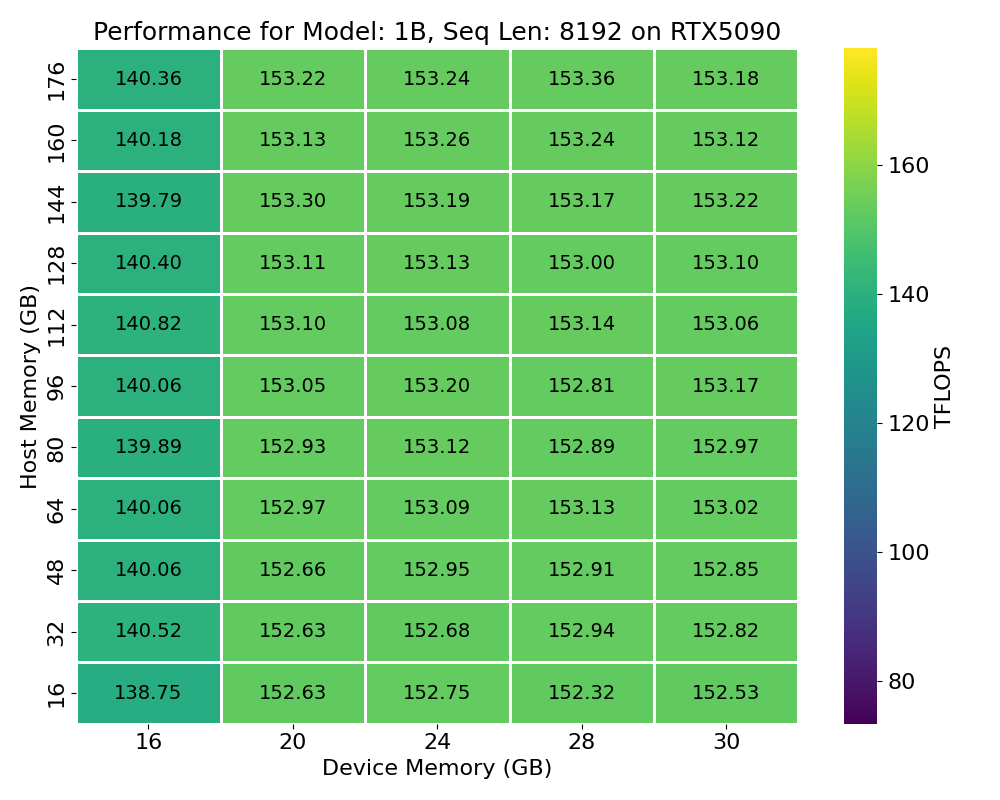 Performance for Model: 1B, Seq Len: 8192 on RTX5090
Host Memory (GB)
176 140.36 153.22 153.24 153.36 153.18
160 140.18 153.13 153.26 153.24 153.12
144 139.79 153.30 153.19 153.17 153.22
128 140.40 153.11 153.13 153.00 153.10
112 140.82 153.10 153.08 153.14 153.06
96 140.06 153.05 153.20 152.81 153.17
80 139.89 152.93 153.12 152.89 152.97
64 140.06 152.97 153.09 153.13 153.02
48 140.06 152.66 152.95 152.91 152.85
32 140.52 152.63 152.68 152.94 152.82
16 138.75 152.63 152.75 152.32 152.53
16 20 24 28 30
Device Memory (GB)
160
140
120
100
80
TFLOPS